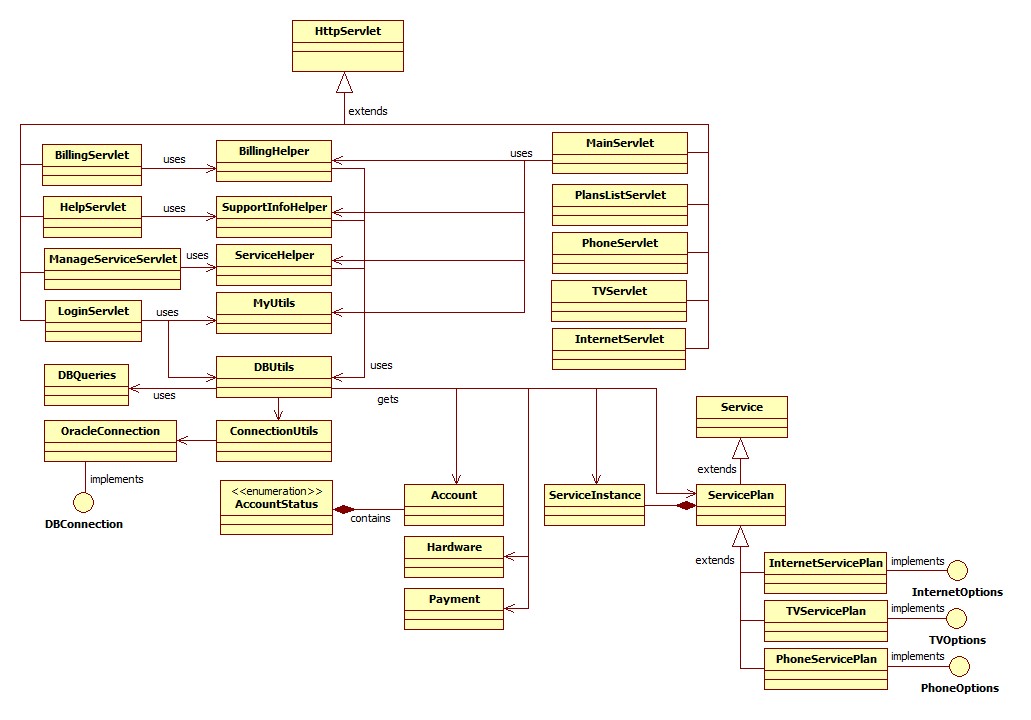 HttpServlet
extends
BillingServlet
uses
BillingHelper
uses
MainServlet
HelpServlet
uses
SupportInfoHelper
PlansListServlet
ManageServiceServlet
uses
ServiceHelper
PhoneServlet
LoginServlet
uses
MyUtils
TVServlet
InternetServlet
DBQueries
uses
DBUtils
uses
gets
Service
OracleConnection
ConnectionUtils
extends
implements
DBConnection
<<enumeration>>
AccountStatus
contains
Account
ServiceInstance
ServicePlan
Hardware
extends
InternetServicePlan
implements
InternetOptions
Payment
TVServicePlan
implements
TVOptions
PhoneServicePlan
implements
PhoneOptions